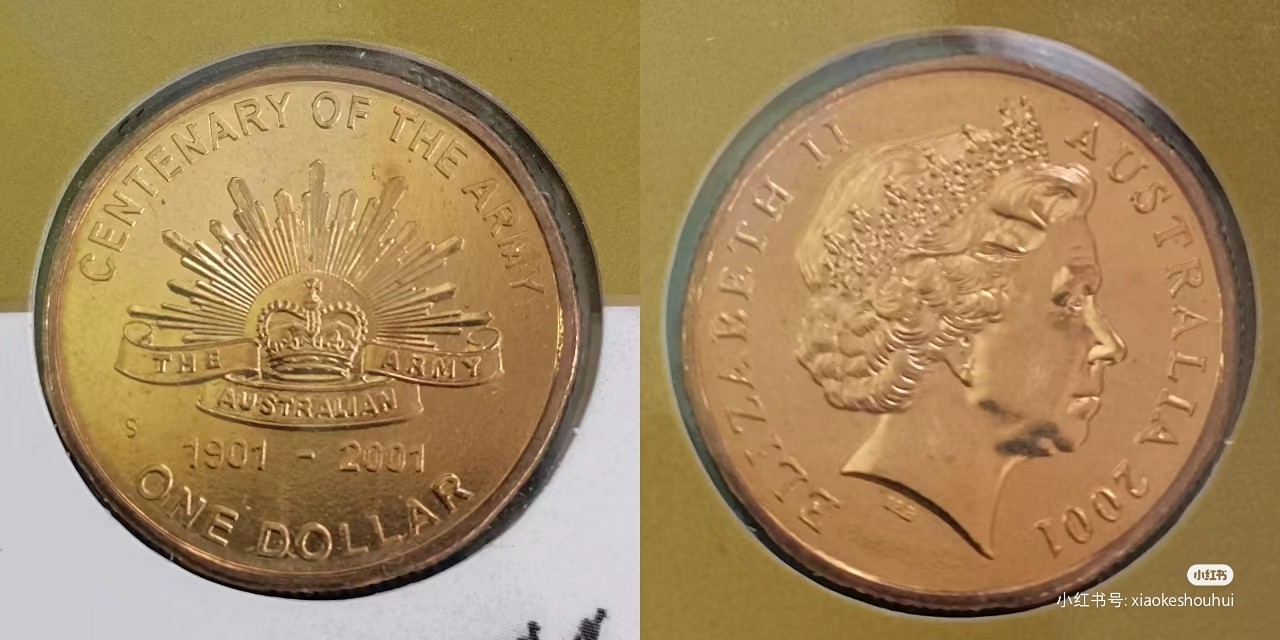 CENTENARY OF THE ARMY
THE ARMY
AUSTRALIAN
S
1901 - 2001
ONE DOLLAR
ELIZABETH II
AUSTRALIA 2001
小红书
小红书号: xiaokeshouhui